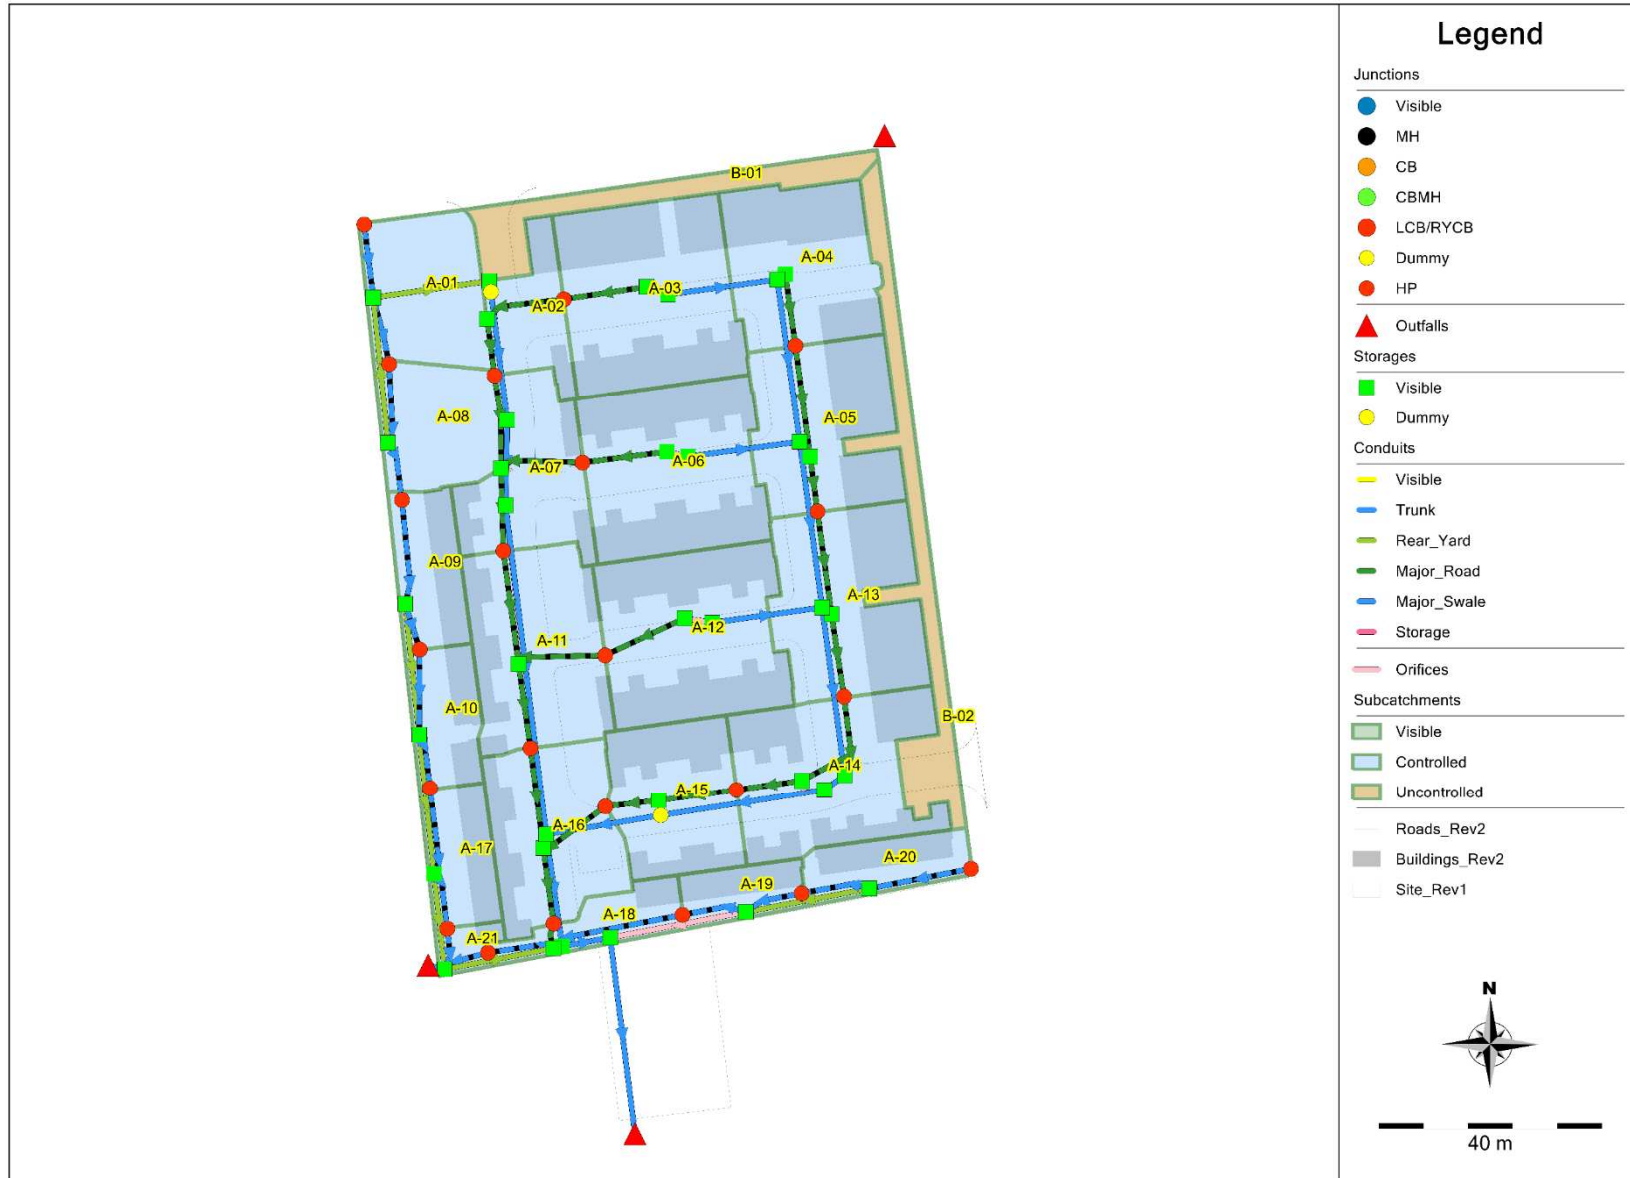 Legend
Junctions
Visible
MH
CB
CBMH
LCB/RYCB
Dummy
HP
Outfalls
Storages
Visible
Dummy
Conduits
Visible
Trunk
Rear_Yard
Major_Road
Major_Swale
Storage
Orifices
Subcatchments
Visible
Controlled
Uncontrolled
Roads_Rev2
Buildings_Rev2
Site_Rev1
N
40 m
B-01
A-04
A-01
A-03
A-02
A-08
A-05
A-07
A-06
A-09
A-13
A-11
A-12
A-10
B-02
A-14
A-15
A-16
A-17
A-20
A-19
A-18
A-21